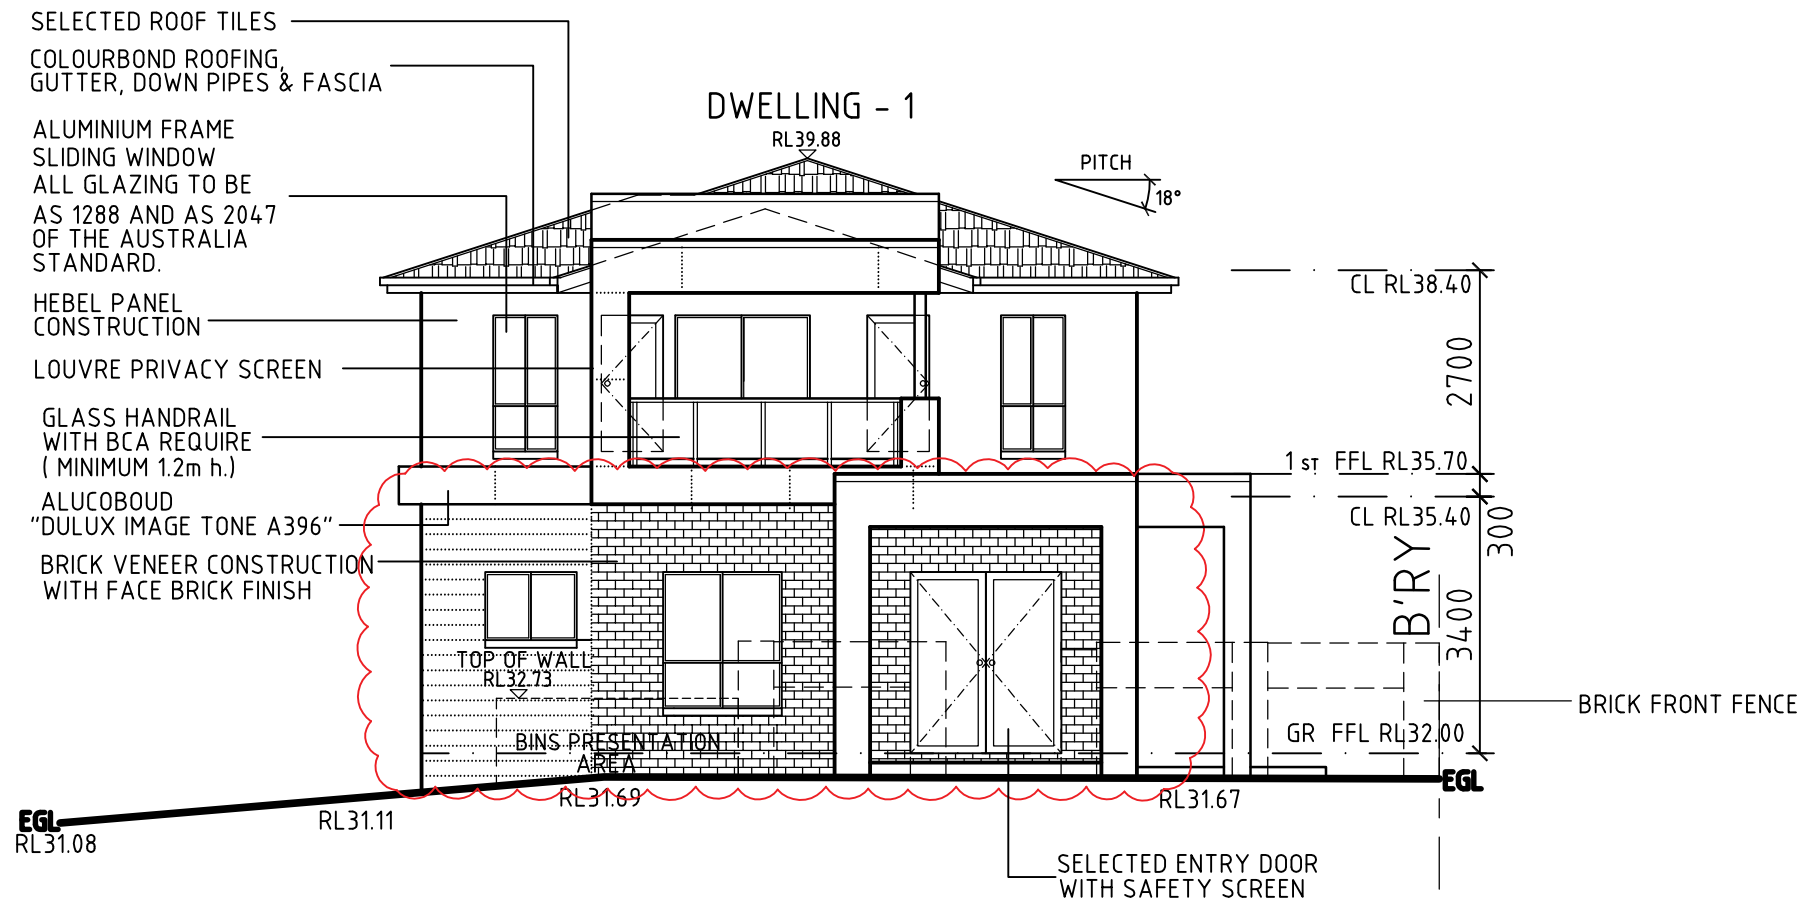 SELECTED ROOF TILES
COLOURBOND ROOFING,
GUTTER, DOWN PIPES & FASCIA
ALUMINIUM FRAME
SLIDING WINDOW
ALL GLAZING TO BE
AS 1288 AND AS 2047
OF THE AUSTRALIA
STANDARD.
HEBEL PANEL
CONSTRUCTION
LOUVRE PRIVACY SCREEN
GLASS HANDRAIL
WITH BCA REQUIRE
( MINIMUM 1.2m h.)
ALUCOBOUD
"DULUX IMAGE TONE A396"
BRICK VENEER CONSTRUCTION
WITH FACE BRICK FINISH
DWELLING - 1
RL39.88
PITCH
18°
CL RL38.40
2700
1 ST FFL RL35.70
CL RL35.40
300
B'RY
3400
TOP OF WALL
RL32.73
BINS PRESENTATION
AREA
GR FFL RL32.00
BRICK FRONT FENCE
EGL
RL31.08
RL31.11
RL31.69
RL31.67
EGL
SELECTED ENTRY DOOR
WITH SAFETY SCREEN